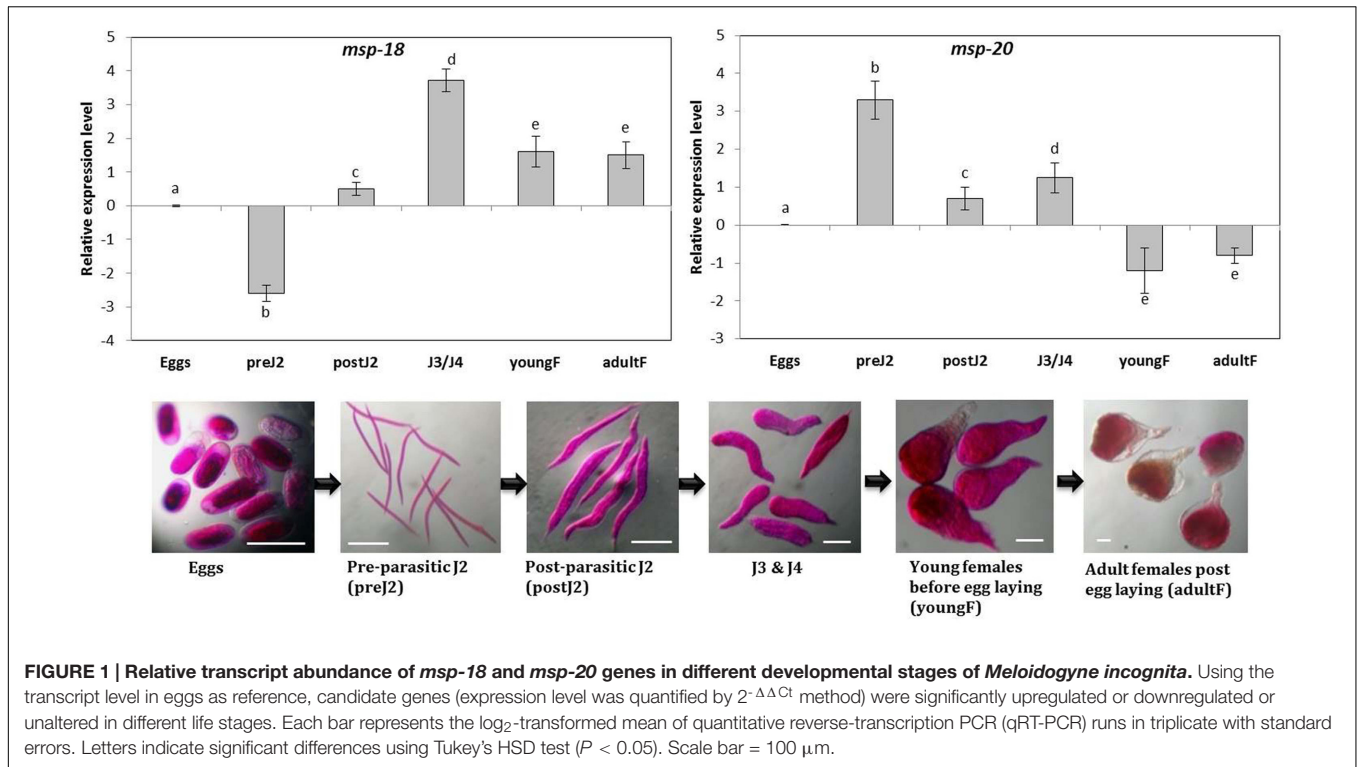 msp-18
Relative expression level
5
4
3
2
1
0
-1
-2
-3
-4
a
b
c
d
e
e
Eggs preJ2 postJ2 J3/J4 youngF adultF
msp-20
Relative expression level
5
4
3
2
1
0
-1
-2
-3
a
b
c
d
e
e
Eggs preJ2 postJ2 J3/J4 youngF adultF
Eggs
Pre-parasitic J2
(preJ2)
Post-parasitic J2
(postJ2)
J3 & J4
Young females
before egg laying
(youngF)
Adult females post
egg laying (adultF)
FIGURE 1 | Relative transcript abundance of msp-18 and msp-20 genes in different developmental stages of Meloidogyne incognita. Using the
transcript level in eggs as reference, candidate genes (expression level was quantified by 2-ΔΔCt method) were significantly upregulated or downregulated or
unaltered in different life stages. Each bar represents the log2-transformed mean of quantitative reverse-transcription PCR (qRT-PCR) runs in triplicate with standard
errors. Letters indicate significant differences using Tukey's HSD test (P < 0.05). Scale bar = 100 μm.